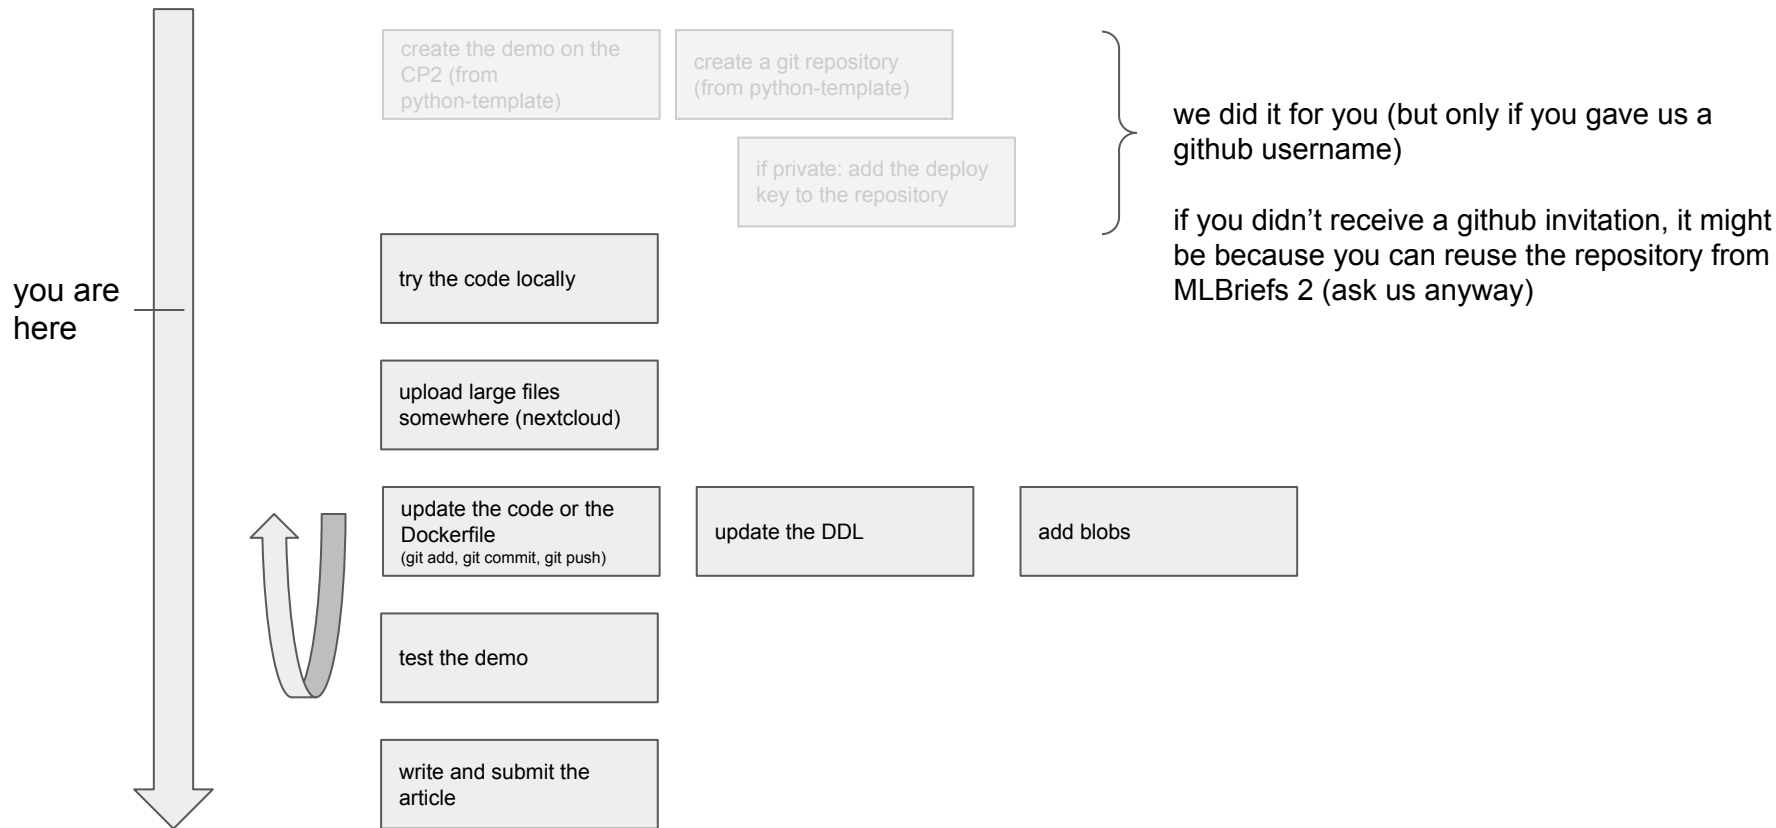 create the demo on the
CP2 (from
python-template)
create a git repository
(from python-template)
if private: add the deploy
key to the repository
we did it for you (but only if you gave us a
github username)
if you didn’t receive a github invitation, it might
be because you can reuse the repository from
MLBriefs 2 (ask us anyway)
you are
here
try the code locally
upload large files
somewhere (nextcloud)
update the code or the
Dockerfile
(git add, git commit, git push)
update the DDL
add blobs
test the demo
write and submit the
article